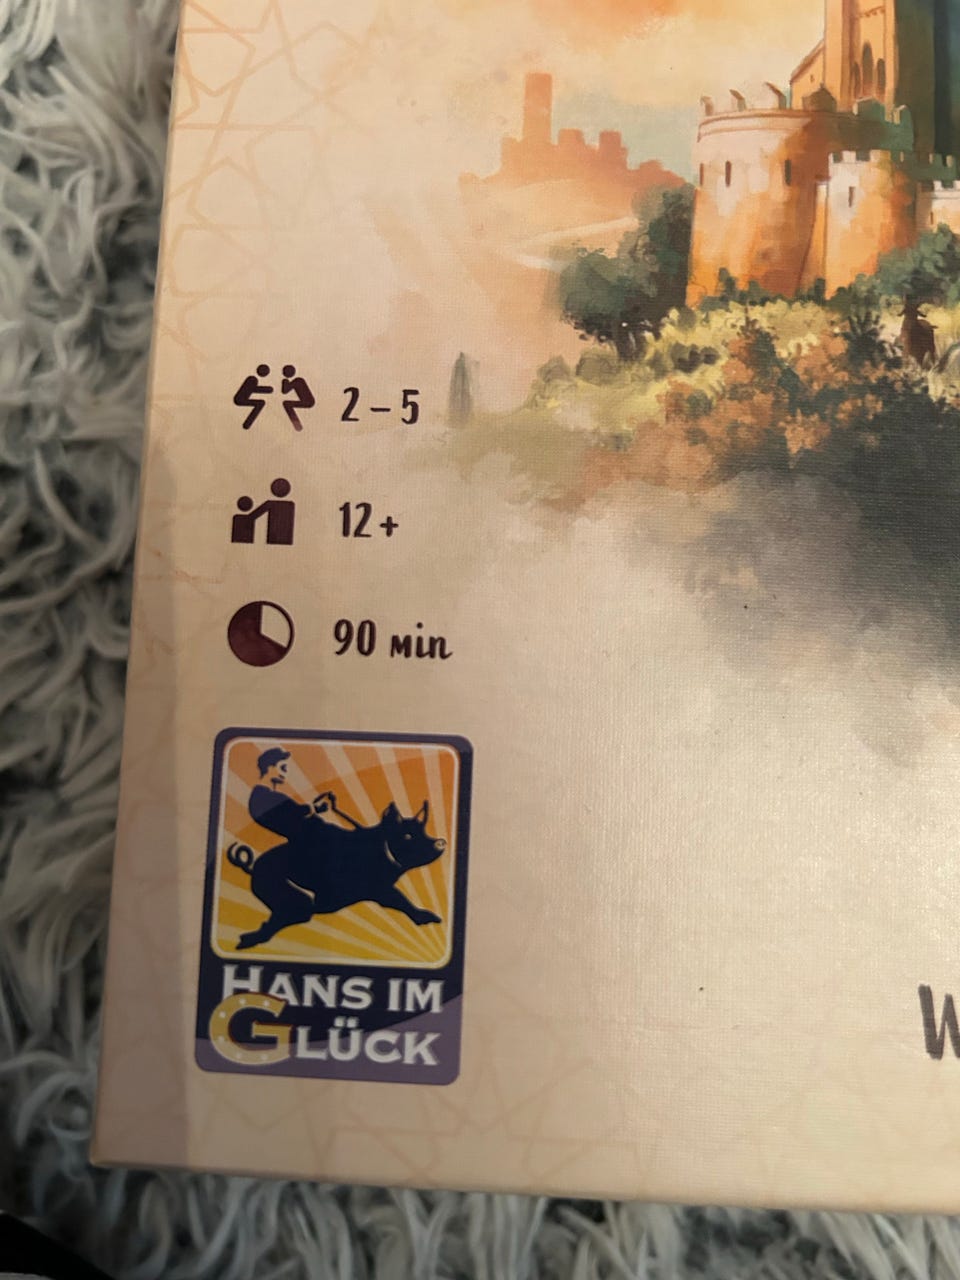 2–5
12+
90 min
HANS IM
GLÜCK
W